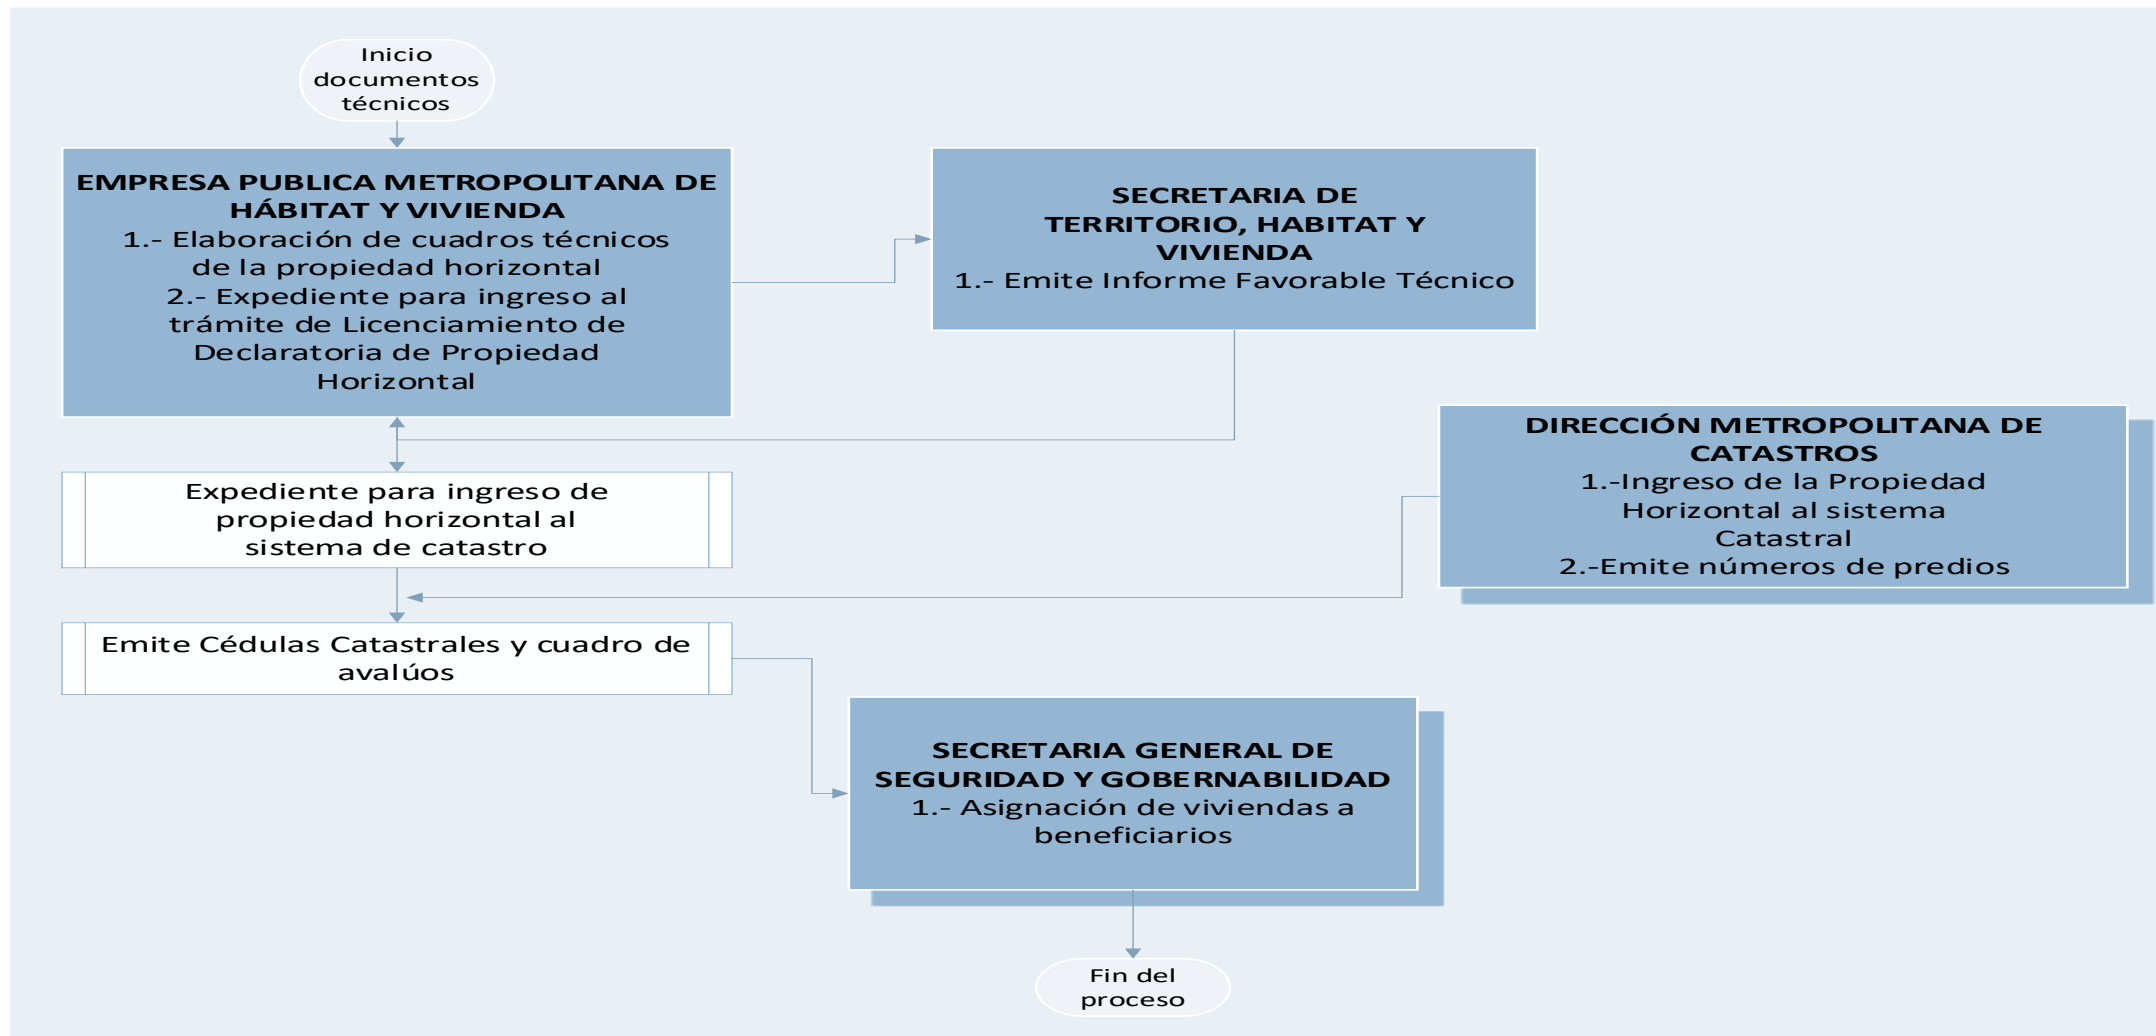 Inicio
documentos
técnicos
EMPRESA PUBLICA METROPOLITANA DE
HÁBITAT Y VIVIENDA
1.- Elaboración de cuadros técnicos
de la propiedad horizontal
2.- Expediente para ingreso al
trámite de Licenciamiento de
Declaratoria de Propiedad
Horizontal
SECRETARIA DE
TERRITORIO, HABITAT Y
VIVIENDA
1.- Emite Informe Favorable Técnico
DIRECCIÓN METROPOLITANA DE
CATASTROS
1.-Ingreso de la Propiedad
Horizontal al sistema
Catastral
2.-Emite números de predios
Expediente para ingreso de
propiedad horizontal al
sistema de catastro
Emite Cédulas Catastrales y cuadro de
avalúos
SECRETARIA GENERAL DE
SEGURIDAD Y GOBERNABILIDAD
1.- Asignación de viviendas a
beneficiarios
Fin del
proceso